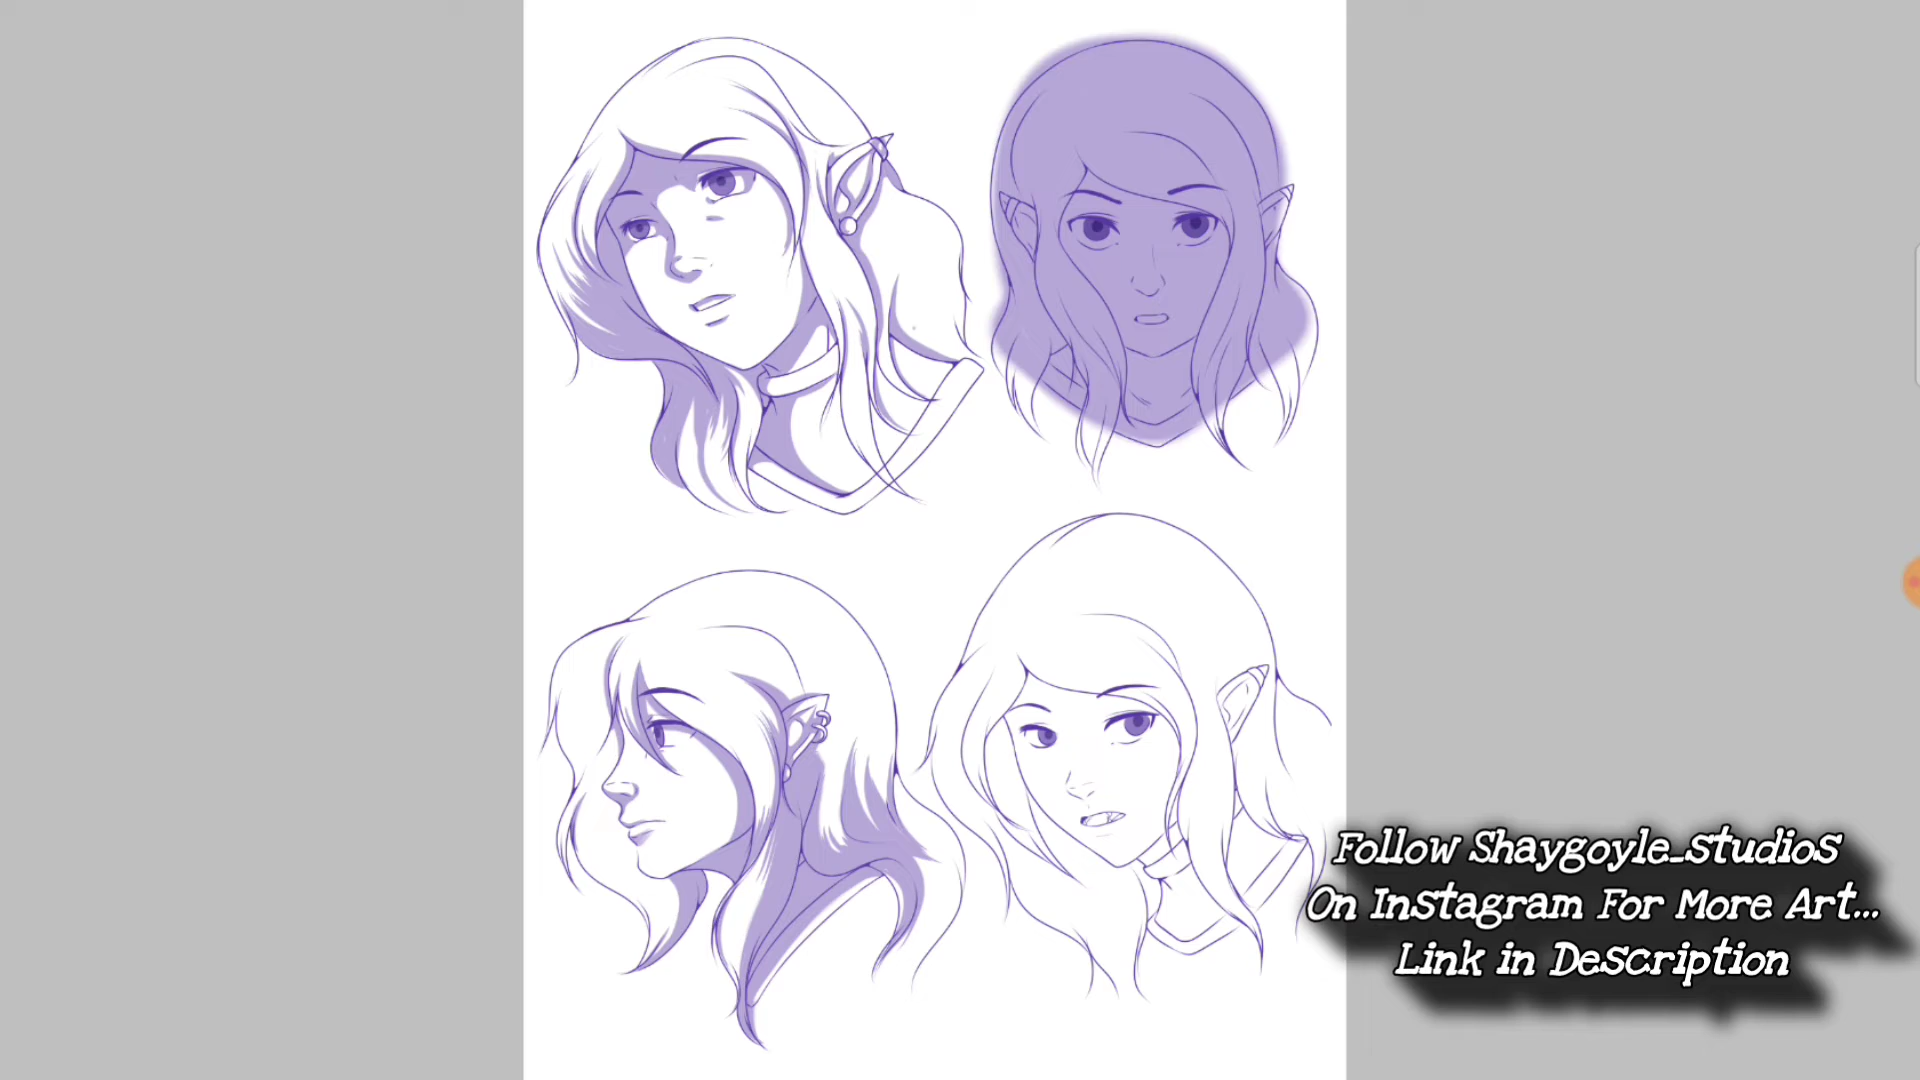 Follow Shaygoyle_studios
On Instagram For More Art...
Link in Description